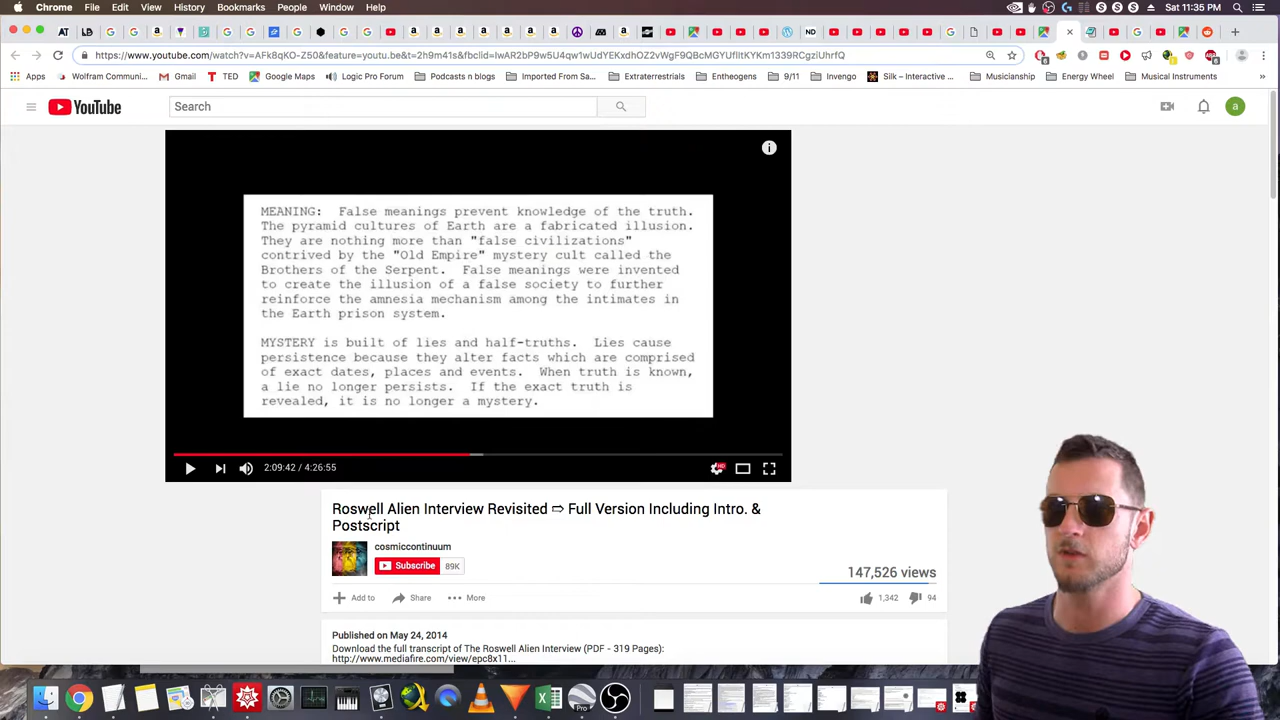 Chrome File Edit View History Bookmarks People Window Help Sat 11:35 PM
https://www.youtube.com/watch?v=AFk8qKO-Z50&feature=youtu.be&t=2h9m41s&fbclid=
Apps Wolfram Communi... Gmail TED Google Maps Logic Pro Forum Podcasts n blogs Imported From Sa... Extraterrestrials Entheogens 9/11 Invengo Silk – Interactive ... Musicianship Energy Wheel Musical Instruments »
YouTube Search a
MEANING: False meanings prevent knowledge of the truth.
The pyramid cultures of Earth are a fabricated illusion.
They are nothing more than "false civilizations"
contrived by the "Old Empire" mystery cult called the
Brothers of the Serpent. False meanings were invented
to create the illusion of a false society to further
reinforce the amnesia mechanism among the intimates in
the Earth prison system.
MYSTERY is built of lies and half-truths. Lies cause
persistence because they alter facts which are comprised
of exact dates, places and events. When truth is known,
a lie no longer persists. If the exact truth is
revealed, it is no longer a mystery.
2:09:42 / 4:26:55 HD
Roswell Alien Interview Revisited ⇨ Full Version Including Intro. &
Postscript
cosmiccontinuum
Subscribe 89K
147,526 views
Add to Share More 1,342 94
Published on May 24, 2014
Download the full transcript of The Roswell Alien Interview (PDF - 319 Pages):
http://www.mediafire.com/view/epc8x11...
Pro